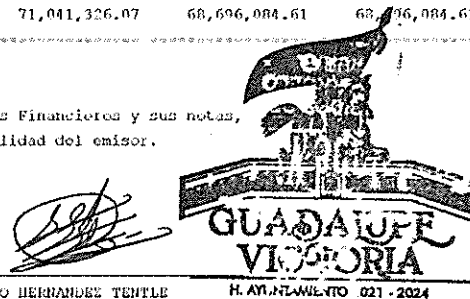 71,041,326.07 68,696,084.61
s Financieros y sus notas,
lidad del emisor.
GUADALUPE
VICTORIA
O HERNANDEZ TENTLE
H. AYUNTAMIENTO 2021 - 2024